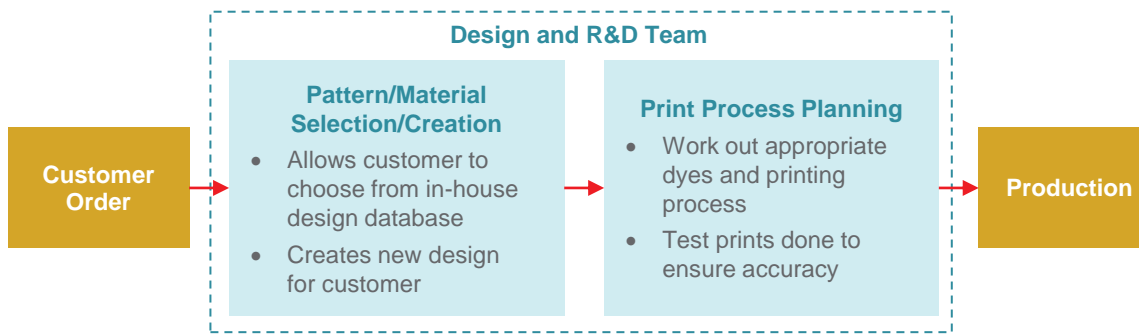 Design and R&D Team
Customer
Order
Pattern/Material
Selection/Creation
• Allows customer to
choose from in-house
design database
• Creates new design
for customer
Print Process Planning
• Work out appropriate
dyes and printing
process
• Test prints done to
ensure accuracy
Production